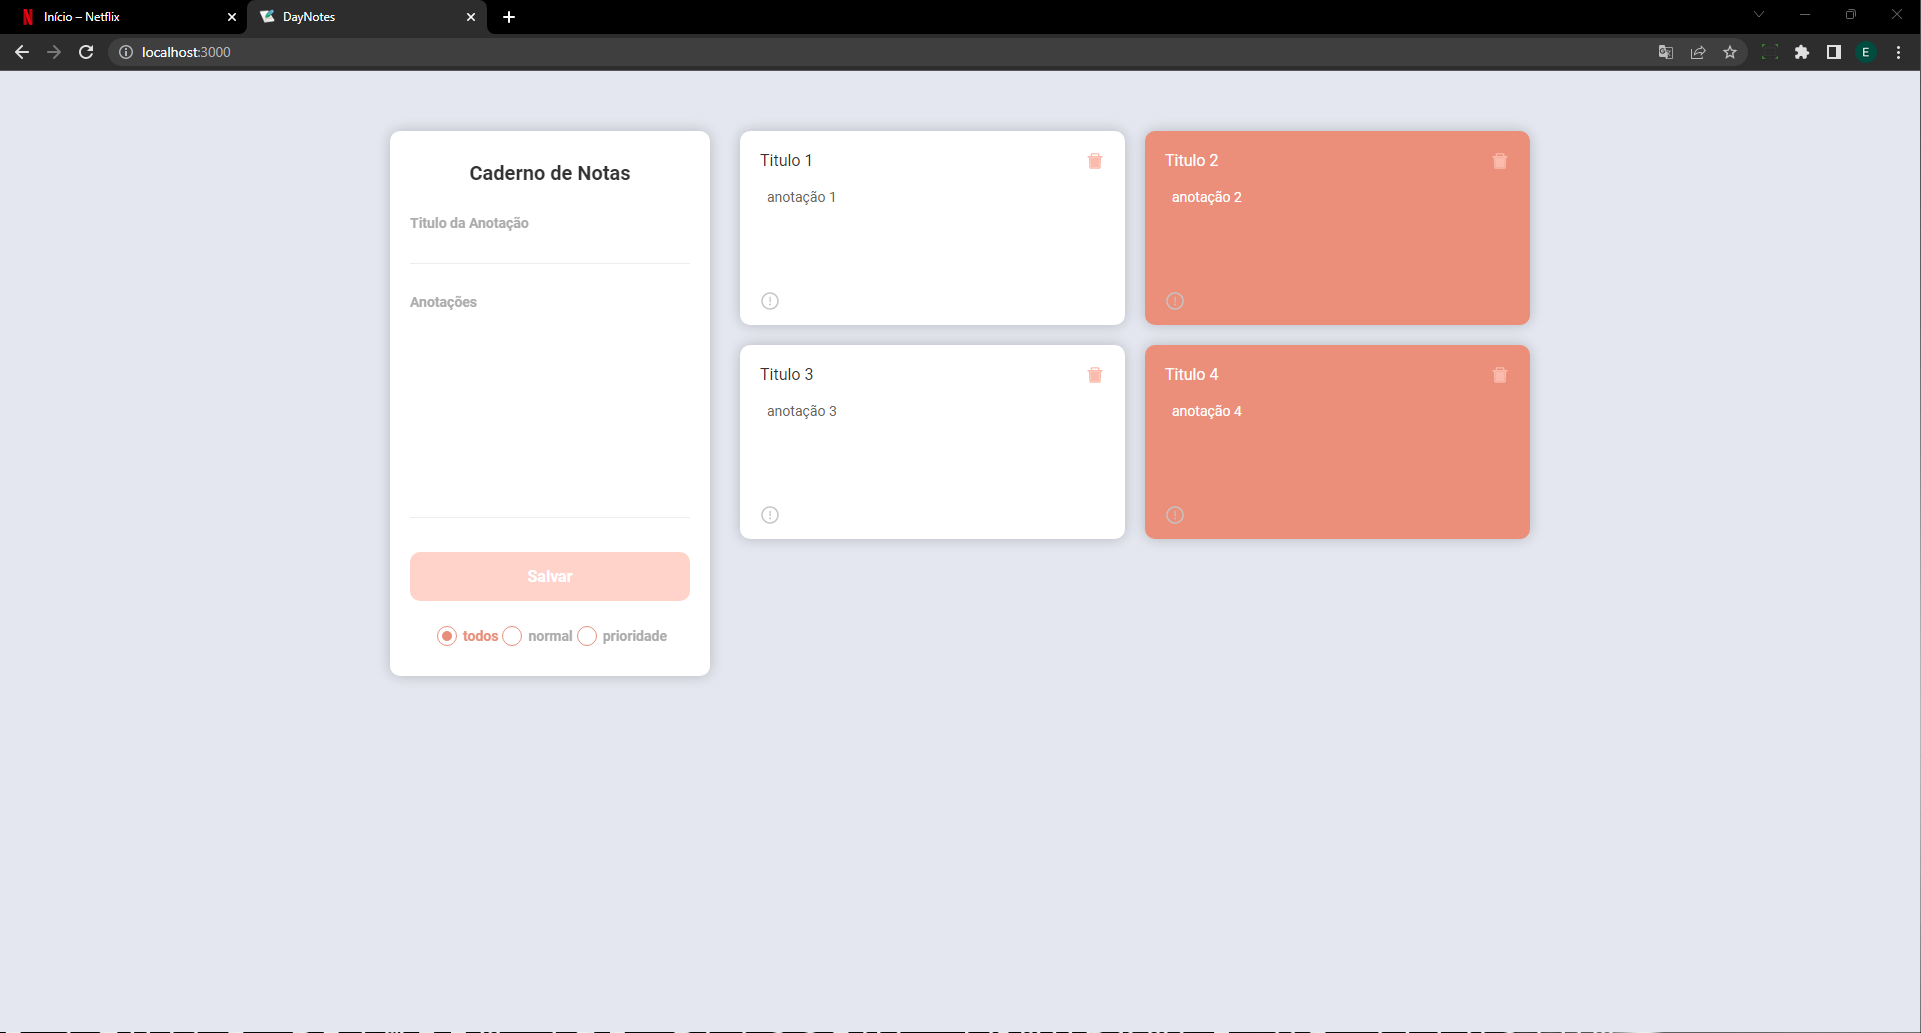 Início – Netflix
DayNotes
localhost:3000
E
Caderno de Notas
Titulo da Anotação
Anotações
Salvar
todos normal prioridade
Titulo 1
anotação 1
Titulo 2
anotação 2
Titulo 3
anotação 3
Titulo 4
anotação 4